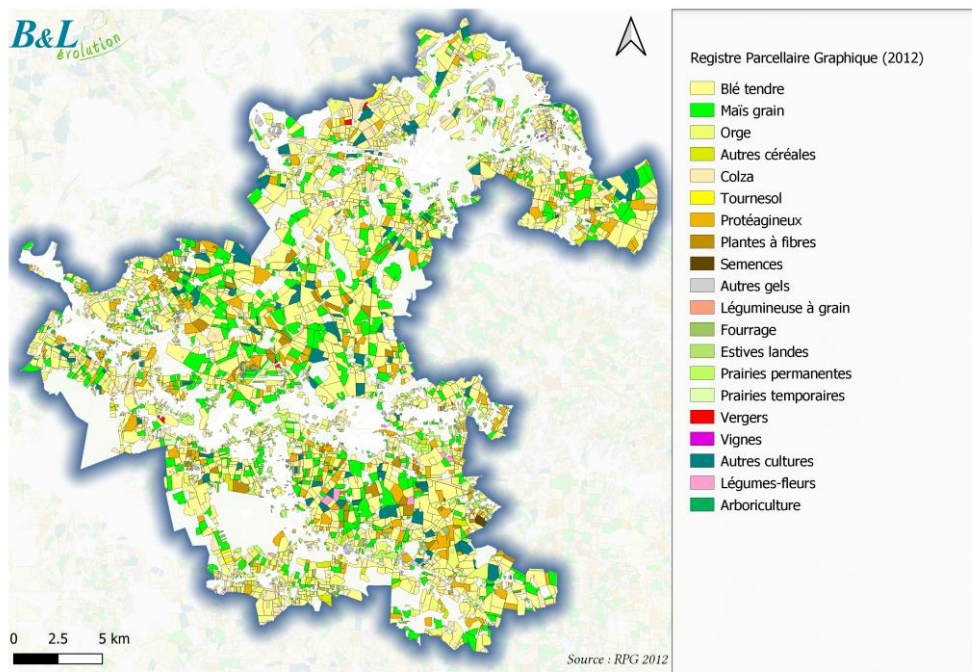 B&L
évolution
Registre Parcellaire Graphique (2012)
Blé tendre
Maïs grain
Orge
Autres céréales
Colza
Tournesol
Protéagineux
Plantes à fibres
Semences
Autres gels
Légumineuse à grain
Fourrage
Estives landes
Prairies permanentes
Prairies temporaires
Vergers
Vignes
Autres cultures
Légumes-fleurs
Arboriculture
0 2.5 5 km
Source : RPG 2012